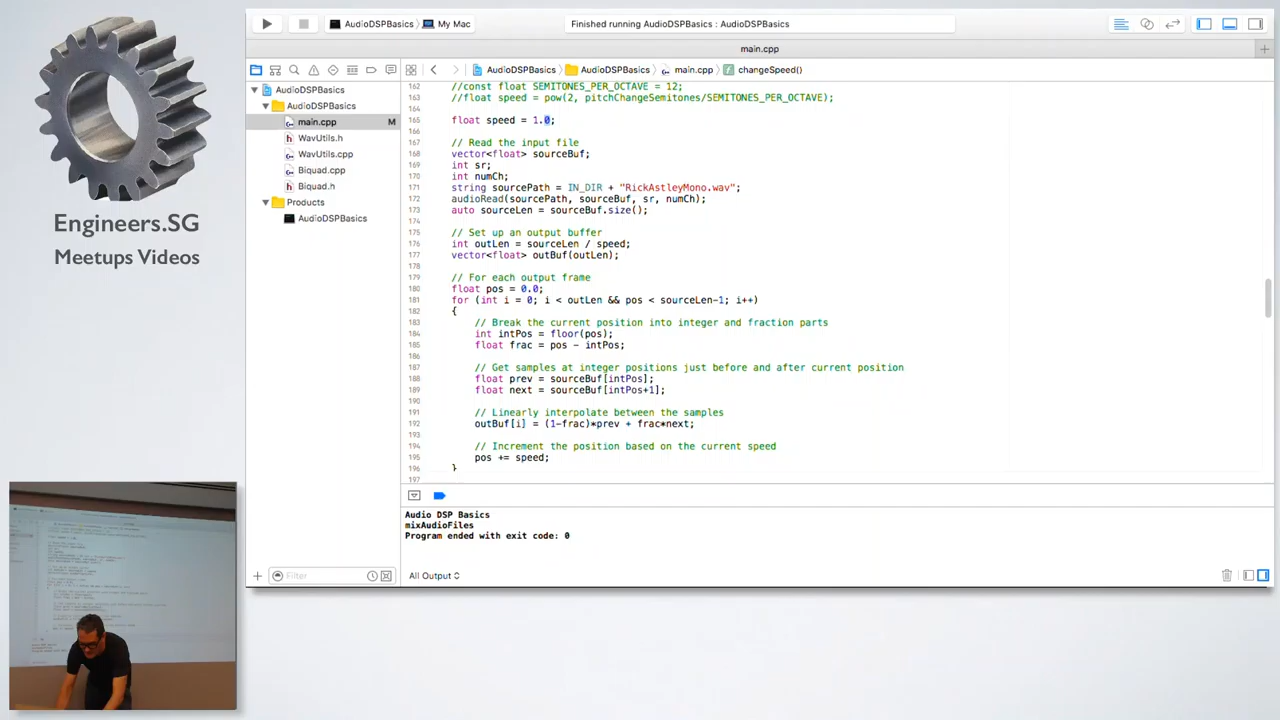 Engineers.SG
Meetups Videos
AudioDSPBasics
My Mac
Finished running AudioDSPBasics : AudioDSPBasics
main.cpp
AudioDSPBasics
AudioDSPBasics
main.cpp
changeSpeed()
AudioDSPBasics
AudioDSPBasics
main.cpp M
WavUtils.h
WavUtils.cpp
Biquad.cpp
Biquad.h
Products
AudioDSPBasics
Filter
162 //const float SEMITONES_PER_OCTAVE = 12;
163 //float speed = pow(2, pitchChangeSemitones/SEMITONES_PER_OCTAVE);
164
165 float speed = 1.0;
166
167 // Read the input file
168 vector<float> sourceBuf;
169 int sr;
170 int numCh;
171 string sourcePath = IN_DIR + "RickAstleyMono.wav";
172 audioRead(sourcePath, sourceBuf, sr, numCh);
173 auto sourceLen = sourceBuf.size();
174
175 // Set up an output buffer
176 int outLen = sourceLen / speed;
177 vector<float> outBuf(outLen);
178
179 // For each output frame
180 float pos = 0.0;
181 for (int i = 0; i < outLen && pos < sourceLen-1; i++)
182 {
183 // Break the current position into integer and fraction parts
184 int intPos = floor(pos);
185 float frac = pos - intPos;
186
187 // Get samples at integer positions just before and after current position
188 float prev = sourceBuf[intPos];
189 float next = sourceBuf[intPos+1];
190
191 // Linearly interpolate between the samples
192 outBuf[i] = (1-frac)*prev + frac*next;
193
194 // Increment the position based on the current speed
195 pos += speed;
196 }
197
Audio DSP Basics
mixAudioFiles
Program ended with exit code: 0
All Output